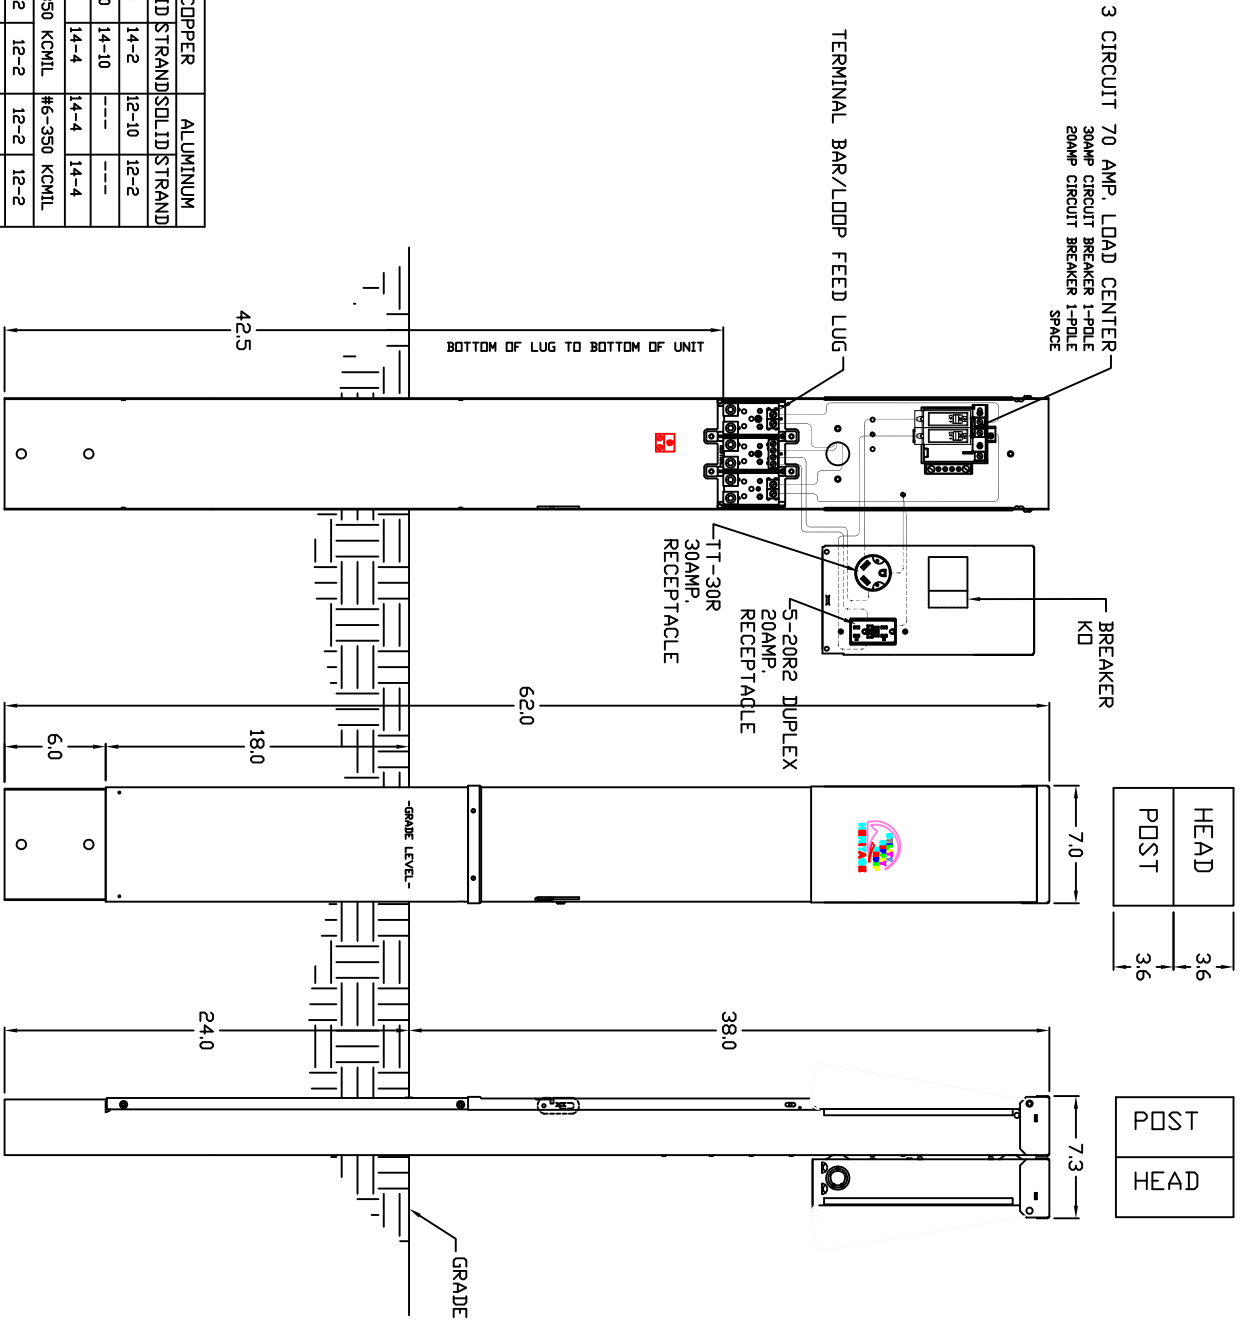 3 CIRCUIT 70 AMP. LOAD CENTER
30AMP CIRCUIT BREAKER 1-POLE
20AMP CIRCUIT BREAKER 1-POLE
SPACE
TERMINAL BAR/LOOP FEED LUG
BREAKER
KO
5-20R2 DUPLEX
20AMP.
RECEPTACLE
TT-30R
30AMP.
RECEPTACLE
BOTTOM OF LUG TO BOTTOM OF UNIT
42.5
HEAD
POST
3.6
3.6
7.0
62.0
18.0
6.0
-GRADE LEVEL-
POST
HEAD
7.3
38.0
24.0
GRADE
COPPER ALUMINUM
STRAND SOLID STRAND
14-2 12-10 12-2
14-10 --- ---
14-4 14-4 14-4
KCMIL #6-350 KCMIL
12-2 12-2 12-2